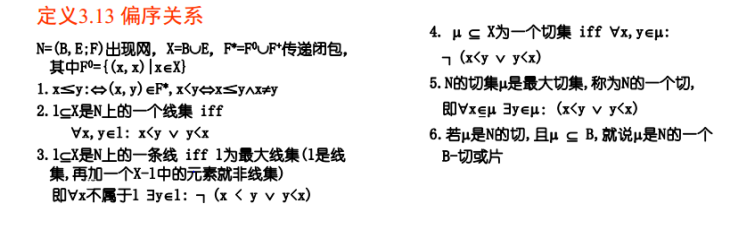 定义3.13 偏序关系
N=(B,E;F)出现网, X=B∪E, F*=F⁰∪F⁺传递闭包,
其中F⁰={(x,x)|x∈X}
1.x≤y:⇔(x,y)∈F*,x<y⇔x≤y∧x≠y
2.l⊆X是N上的一个线集 iff
∀x,y∈l: x<y ∨ y<x
3.l⊆X是N上的一条线 iff l为最大线集(l是线
集,再加一个X-l中的元素就非线集)
即∀x不属于l ∃y∈l: ┐(x < y ∨ y<x)
4. μ ⊆ X为一个切集 iff ∀x,y∈μ:
┐(x<y ∨ y<x)
5.N的切集μ是最大切集,称为N的一个切,
即∀x∉μ ∃y∈μ: (x<y ∨ y<x)
6.若μ是N的切,且μ ⊆ B,就说μ是N的一个
B-切或片